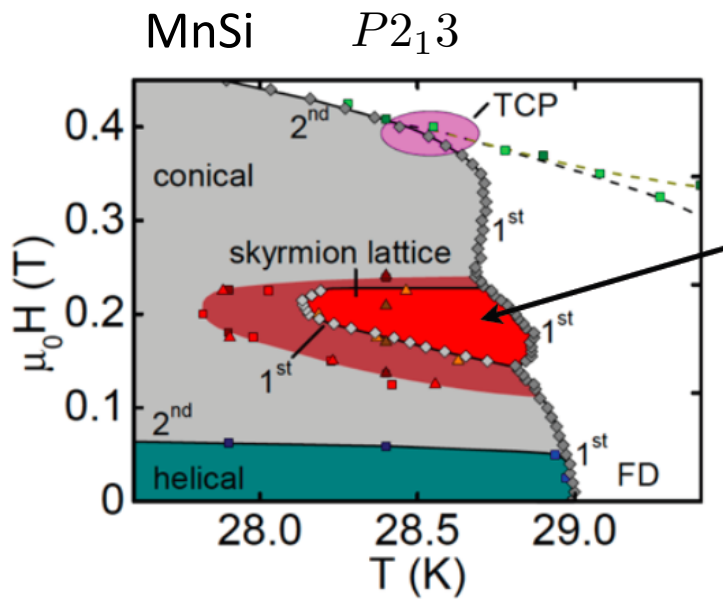 MnSi P2₁3
TCP
0.4
2nd
conical
0.3
1st
skyrmion lattice
μ₀H (T)
0.2
1st
1st
0.1
2nd
1st
helical
FD
0
28.0 28.5 29.0
T (K)